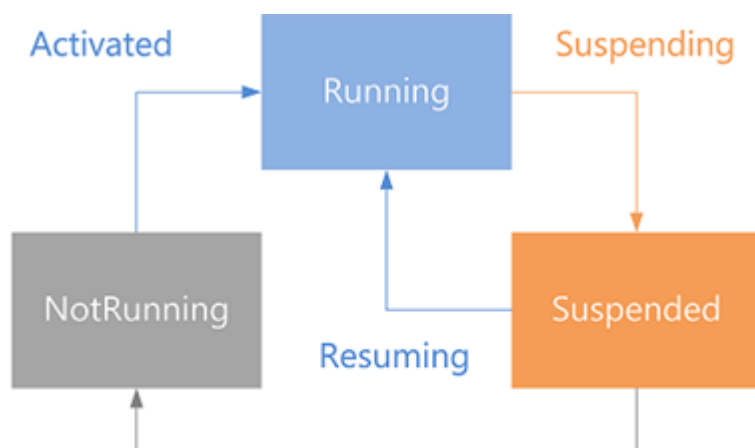 Activated
Suspending
Running
NotRunning
Suspended
Resuming